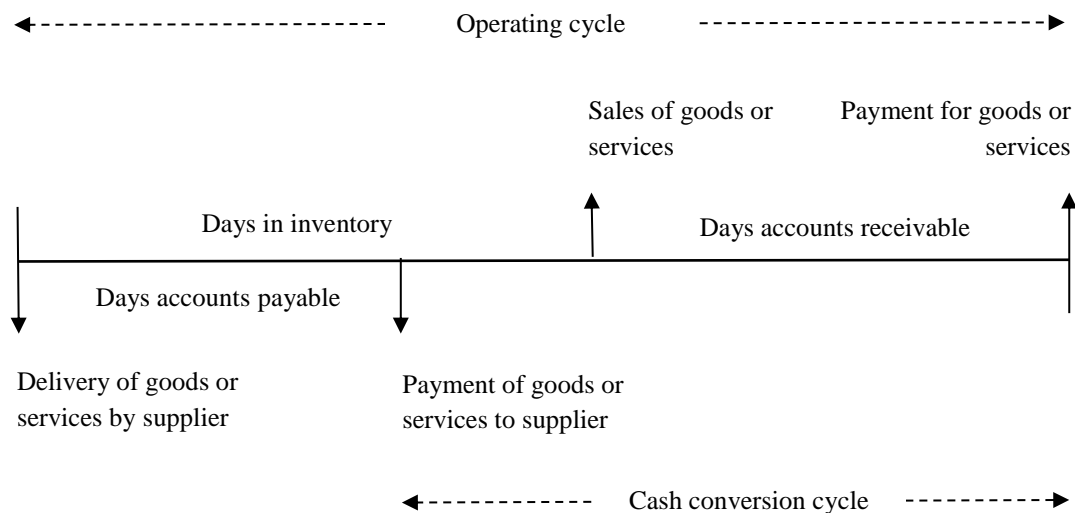 Operating cycle
Sales of goods or
services
Payment for goods or
services
Days in inventory
Days accounts receivable
Days accounts payable
Delivery of goods or
services by supplier
Payment of goods or
services to supplier
Cash conversion cycle